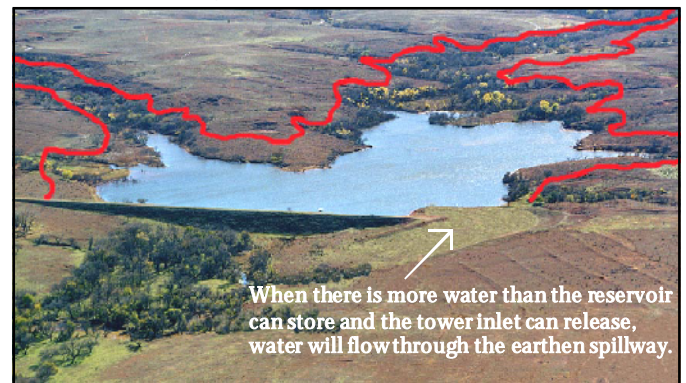 When there is more water than the reservoir
can store and the tower inlet can release,
water will flow through the earthen spillway.